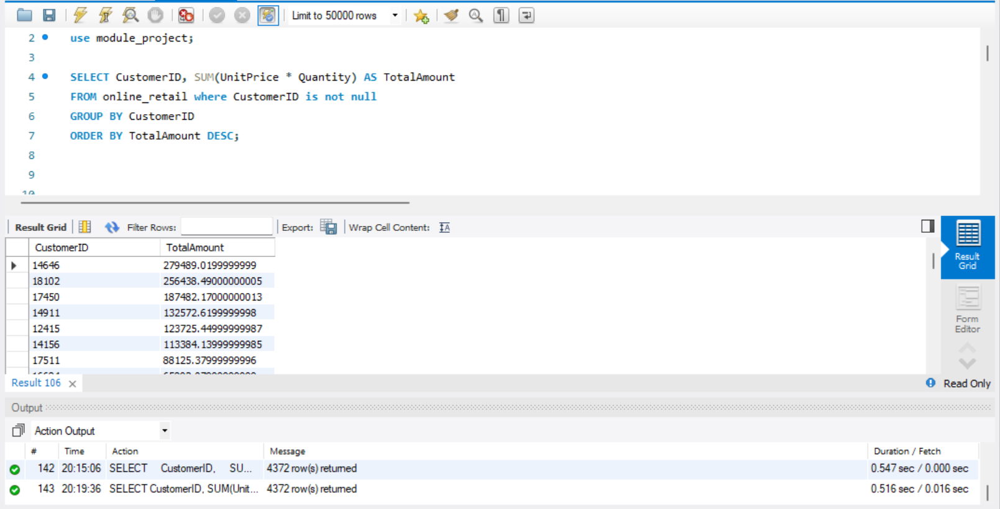 Limit to 50000 rows
2 use module_project;
3
4 SELECT CustomerID, SUM(UnitPrice * Quantity) AS TotalAmount
5 FROM online_retail where CustomerID is not null
6 GROUP BY CustomerID
7 ORDER BY TotalAmount DESC;
8
9
10
Result Grid Filter Rows: Export: Wrap Cell Content:
CustomerID TotalAmount
14646 279489.0199999999
18102 256438.49000000005
17450 187482.17000000013
14911 132572.6199999998
12415 123725.44999999987
14156 113384.13999999985
17511 88125.37999999996
Result
Grid
Form
Editor
Result 106
Read Only
Output
Action Output
# Time Action Message Duration / Fetch
142 20:15:06 SELECT CustomerID, SU... 4372 row(s) returned 0.547 sec / 0.000 sec
143 20:19:36 SELECT CustomerID, SUM(Unit... 4372 row(s) returned 0.516 sec / 0.016 sec